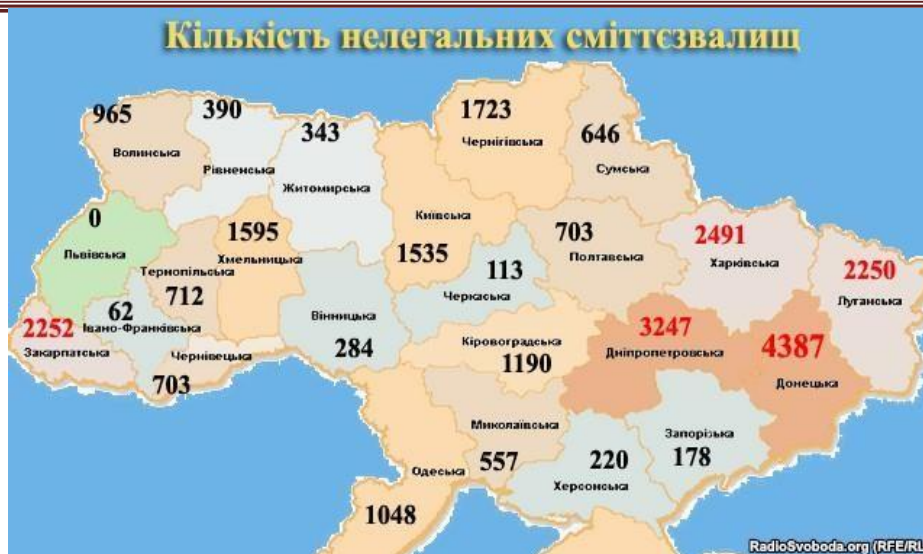 Кількість нелегальних сміттєзвалищ
965
Волинська
390
Рівненська
343
Житомирська
1723
Чернігівська
646
Сумська
0
Львівська
1595
Хмельницька
Тернопільська
712
Київська
1535
113
Черкаська
703
Полтавська
2491
Харківська
2250
Луганська
2252
Закарпатська
62
Івано-Франківська
Чернівецька
703
Вінницька
284
Кіровоградська
1190
3247
Дніпропетровська
4387
Донецька
Миколаївська
557
Одеська
1048
220
Херсонська
Запорізька
178
RadioSvoboda.org (RFE/RL